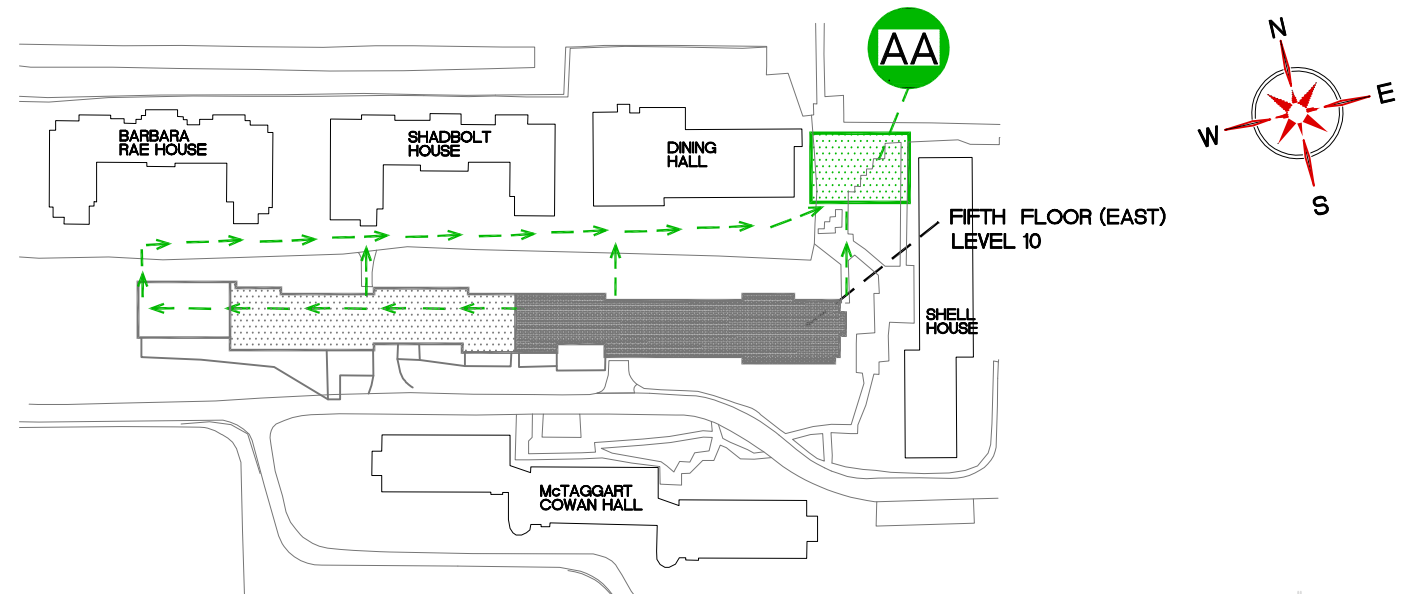 AA
N
E
W
S
BARBARA
RAE HOUSE
SHADBOLT
HOUSE
DINING
HALL
FIFTH FLOOR (EAST)
LEVEL 10
SHELL
HOUSE
McTAGGART
COWAN HALL